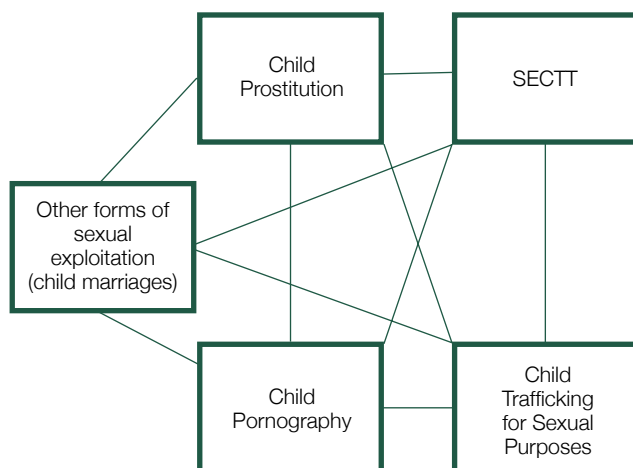 Child
Prostitution
SECTT
Other forms of
sexual
exploitation
(child marriages)
Child
Pornography
Child
Trafficking
for Sexual
Purposes